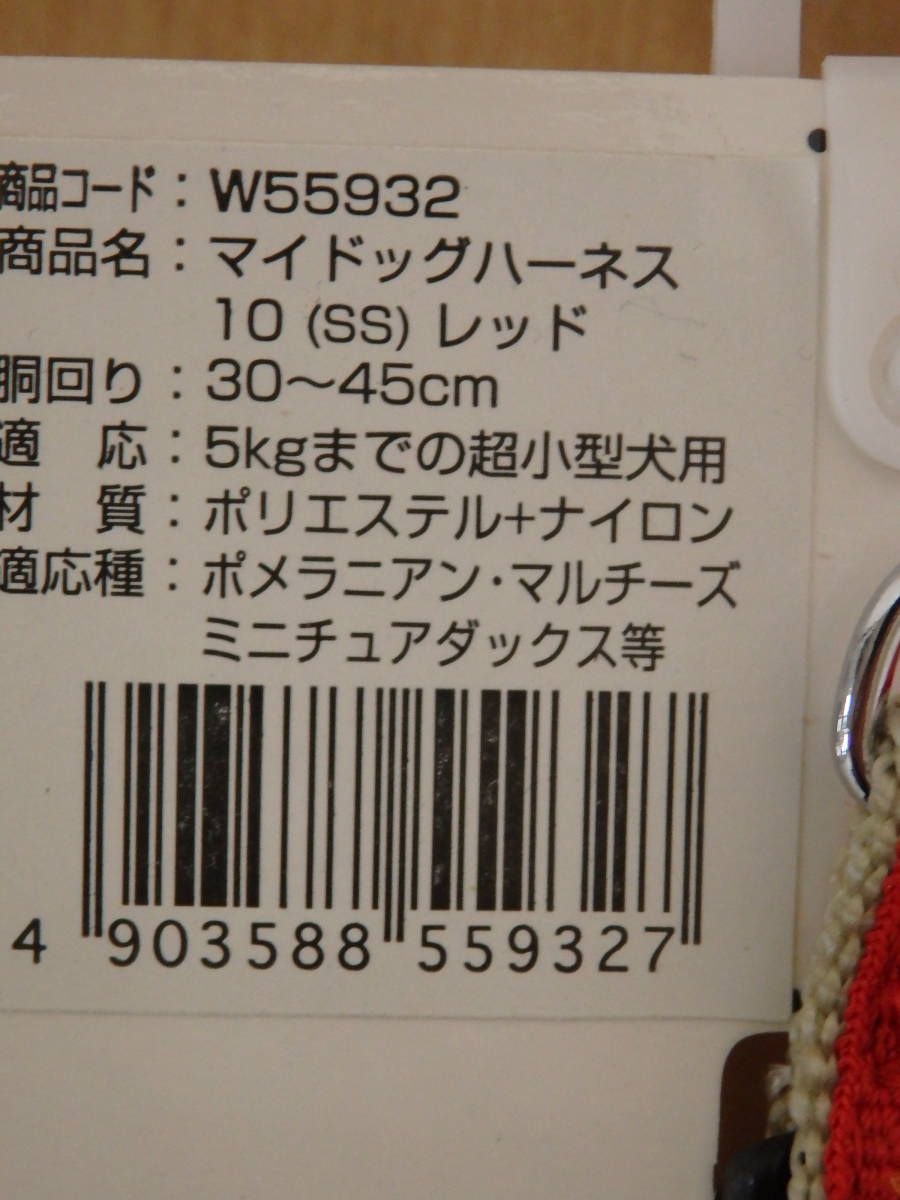 商品コード：W55932
商品名：マイドッグハーネス
10 (SS) レッド
胴回り：30～45cm
適　応：5kgまでの超小型犬用
材　質：ポリエステル+ナイロン
適応種：ポメラニアン・マルチーズ
ミニチュアダックス等
4 903588 559327